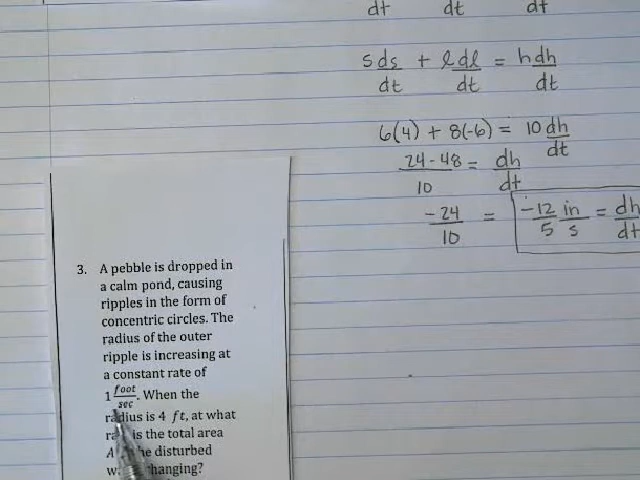 dt dt dt
s ds/dt + l dl/dt = h dh/dt
6(4) + 8(-6) = 10 dh/dt
24-48/10 = dh/dt
-24/10 = -12/5 in/s = dh/dt
3. A pebble is dropped in
a calm pond, causing
ripples in the form of
concentric circles. The
radius of the outer
ripple is increasing at
a constant rate of
1 foot/sec. When the
radius is 4 ft, at what
is the total area
A the disturbed
changing?